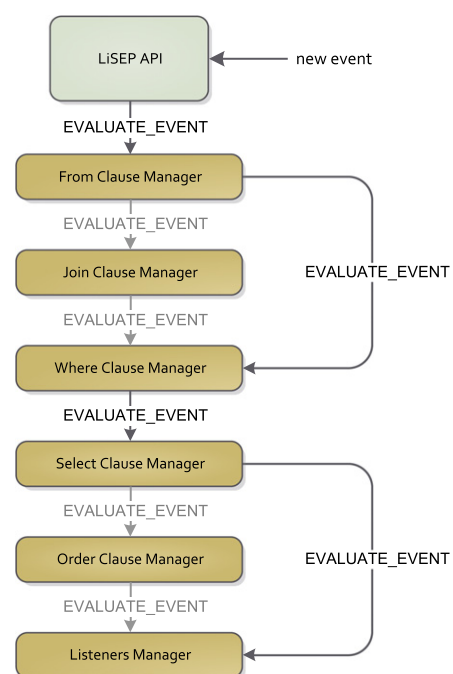 LiSEP API
new event
EVALUATE_EVENT
From Clause Manager
EVALUATE_EVENT
Join Clause Manager
EVALUATE_EVENT
EVALUATE_EVENT
Where Clause Manager
EVALUATE_EVENT
Select Clause Manager
EVALUATE_EVENT
Order Clause Manager
EVALUATE_EVENT
EVALUATE_EVENT
Listeners Manager